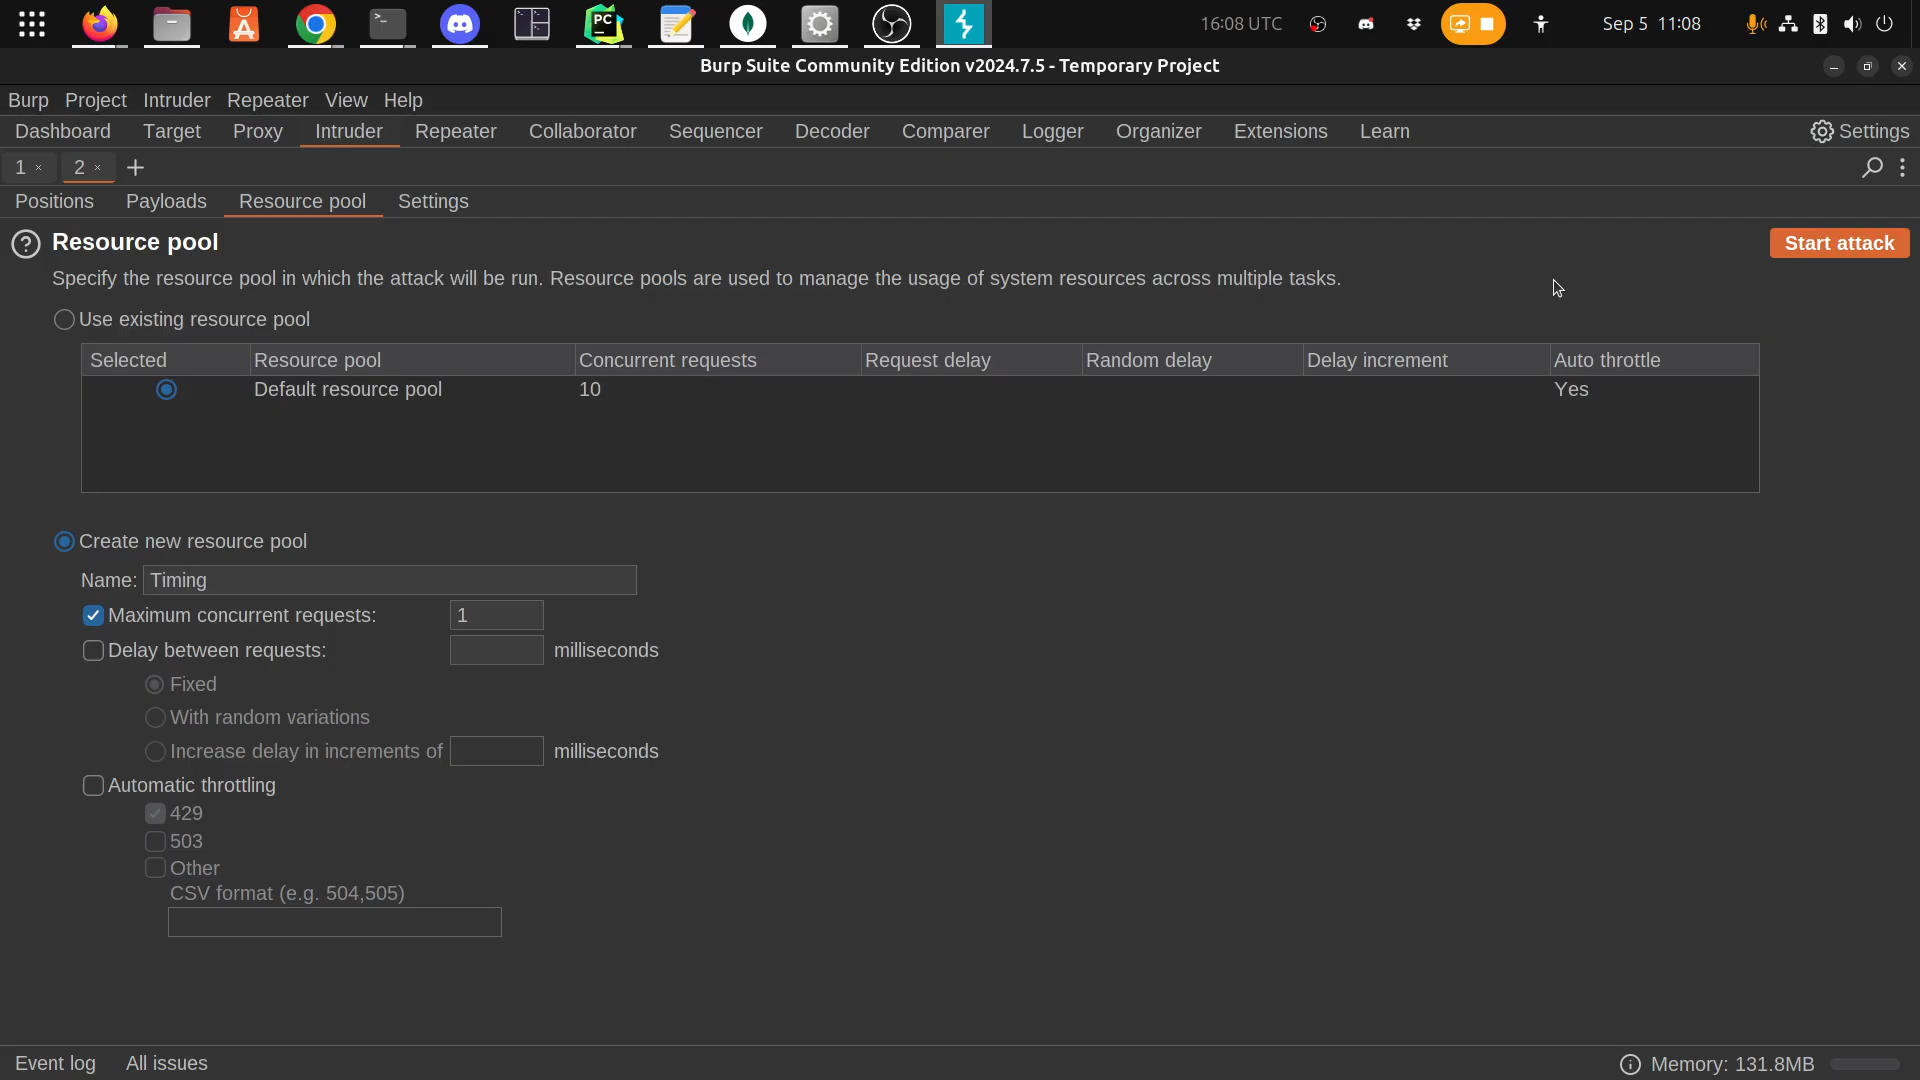 16:08 UTC
Sep 5 11:08
PC
Burp Suite Community Edition v2024.7.5 - Temporary Project
Burp Project Intruder Repeater View Help
Dashboard Target Proxy Intruder Repeater Collaborator Sequencer Decoder Comparer Logger Organizer Extensions Learn Settings
1 × 2 × +
Positions Payloads Resource pool Settings
? Resource pool Start attack
Specify the resource pool in which the attack will be run. Resource pools are used to manage the usage of system resources across multiple tasks.
Use existing resource pool
Selected Resource pool Concurrent requests Request delay Random delay Delay increment Auto throttle
Default resource pool 10 Yes
Create new resource pool
Name: Timing
Maximum concurrent requests: 1
Delay between requests: milliseconds
Fixed
With random variations
Increase delay in increments of milliseconds
Automatic throttling
429
503
Other
CSV format (e.g. 504,505)
Event log All issues Memory: 131.8MB